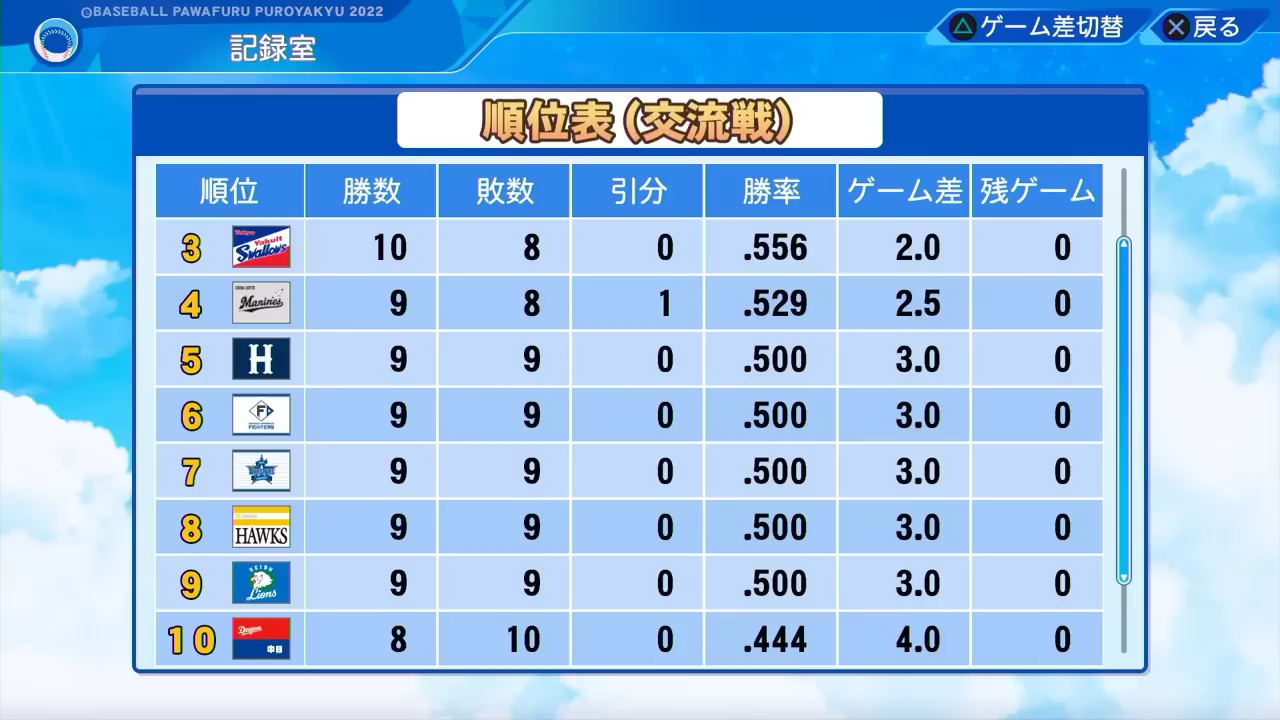 ©BASEBALL PAWAFURU PUROYAKYU 2022
記録室
△ゲーム差切替 ×戻る
順位表(交流戦)
順位 勝数 敗数 引分 勝率 ゲーム差 残ゲーム
3 Tokyo Yakult Swallows 10 8 0 .556 2.0 0
4 Marines 9 8 1 .529 2.5 0
5 H 9 9 0 .500 3.0 0
6 F FIGHTERS 9 9 0 .500 3.0 0
7 9 9 0 .500 3.0 0
8 HAWKS 9 9 0 .500 3.0 0
9 SEIBU Lions 9 9 0 .500 3.0 0
10 Dragons 中日 8 10 0 .444 4.0 0